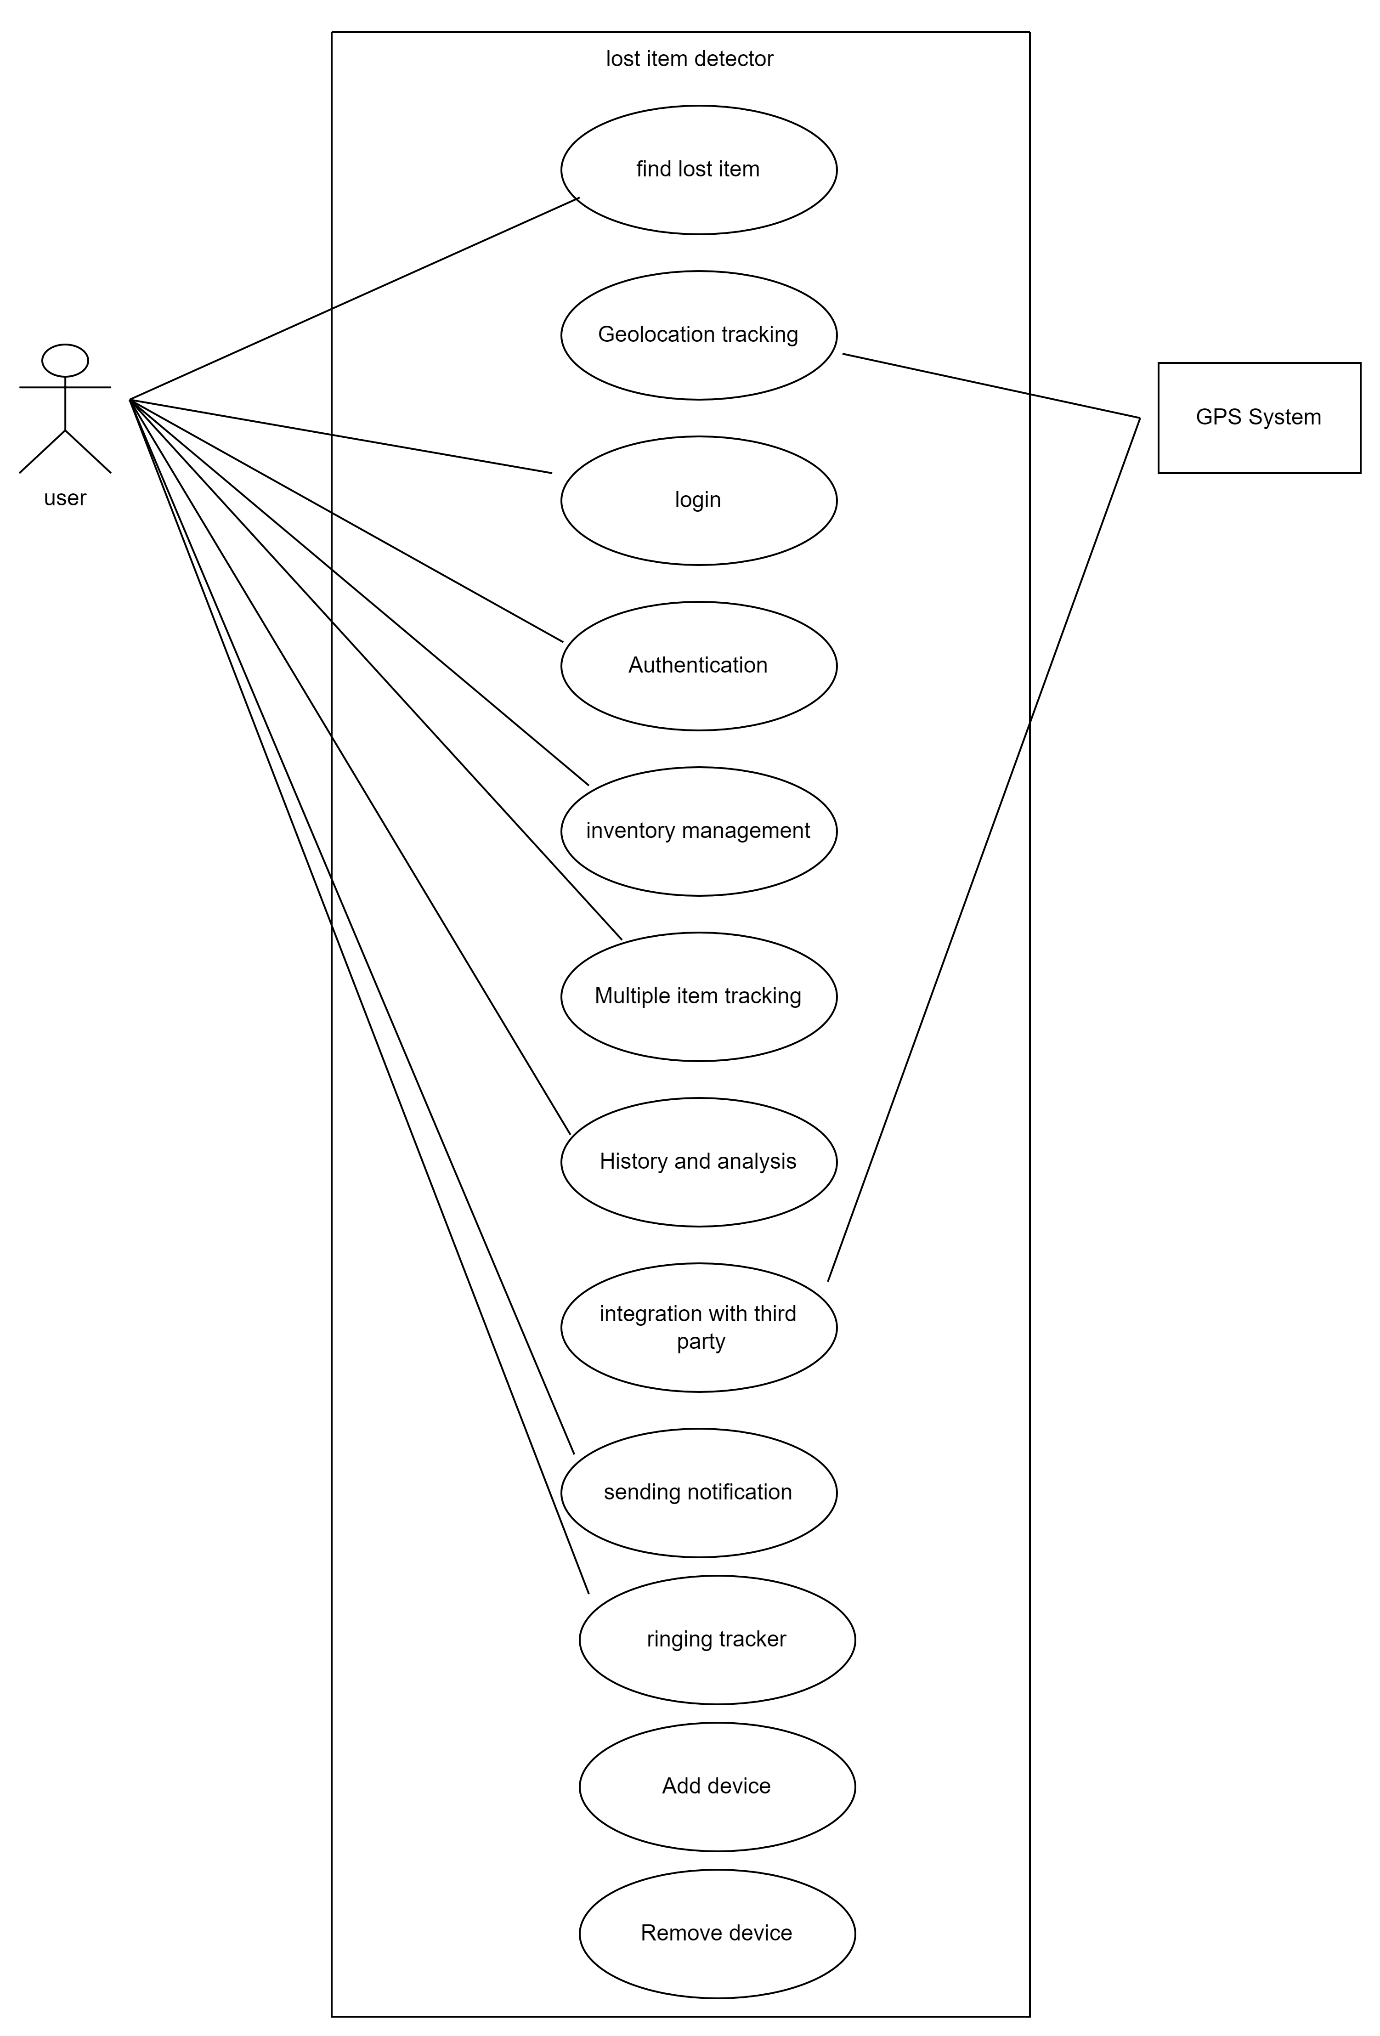 lost item detector
find lost item
Geolocation tracking
GPS System
user
login
Authentication
inventory management
Multiple item tracking
History and analysis
integration with third
party
sending notification
ringing tracker
Add device
Remove device